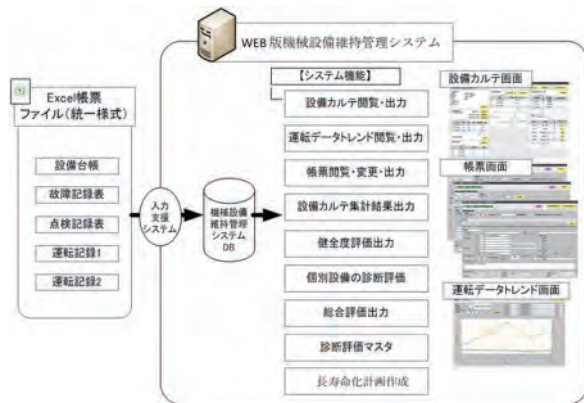 WEB版機械設備維持管理システム
Excel帳票
ファイル(統一様式)
設備台帳
故障記録表
点検記録表
運転記録1
運転記録2
入力
支援
システム
機械設備
維持管理
システム
DB
【システム機能】
設備カルテ閲覧・出力
運転データトレンド閲覧・出力
帳票閲覧・変更・出力
設備カルテ集計結果出力
健全度評価出力
個別設備の診断評価
総合評価出力
診断評価マスタ
長寿命化計画作成
設備カルテ画面
帳票画面
運転データトレンド画面